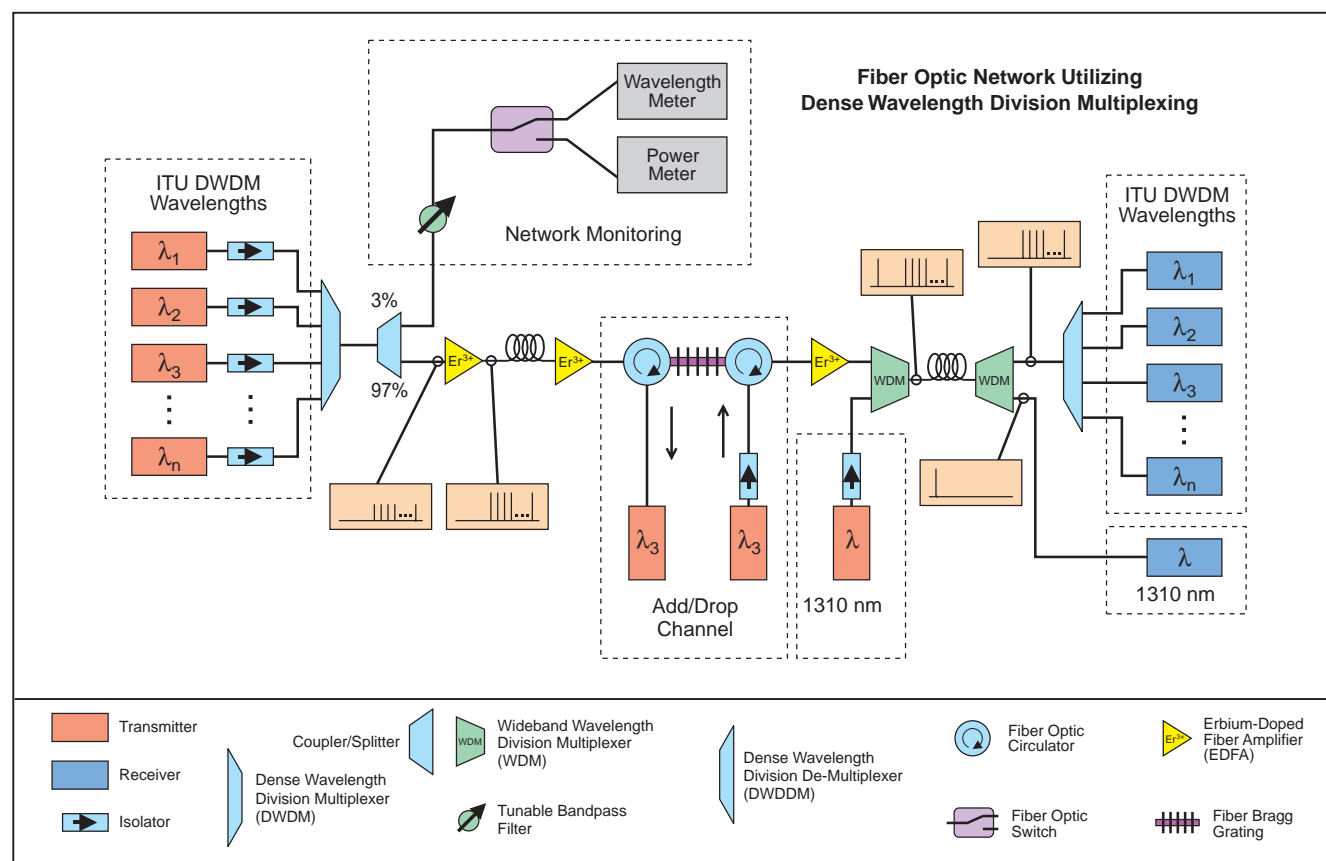 Fiber Optic Network Utilizing
Dense Wavelength Division Multiplexing
Wavelength
Meter
Power
Meter
Network Monitoring
ITU DWDM
Wavelengths
λ1
λ2
λ3
λn
3%
97%
Er3+
Er3+
λ3
λ3
Add/Drop
Channel
Er3+
WDM
λ
1310 nm
WDM
ITU DWDM
Wavelengths
λ1
λ2
λ3
λn
λ
1310 nm
Transmitter
Receiver
Isolator
Dense Wavelength
Division Multiplexer
(DWDM)
Coupler/Splitter
WDM
Wideband Wavelength
Division Multiplexer
(WDM)
Tunable Bandpass
Filter
Dense Wavelength
Division De-Multiplexer
(DWDDM)
Fiber Optic
Circulator
Fiber Optic
Switch
Er3+
Erbium-Doped
Fiber Amplifier
(EDFA)
Fiber Bragg
Grating